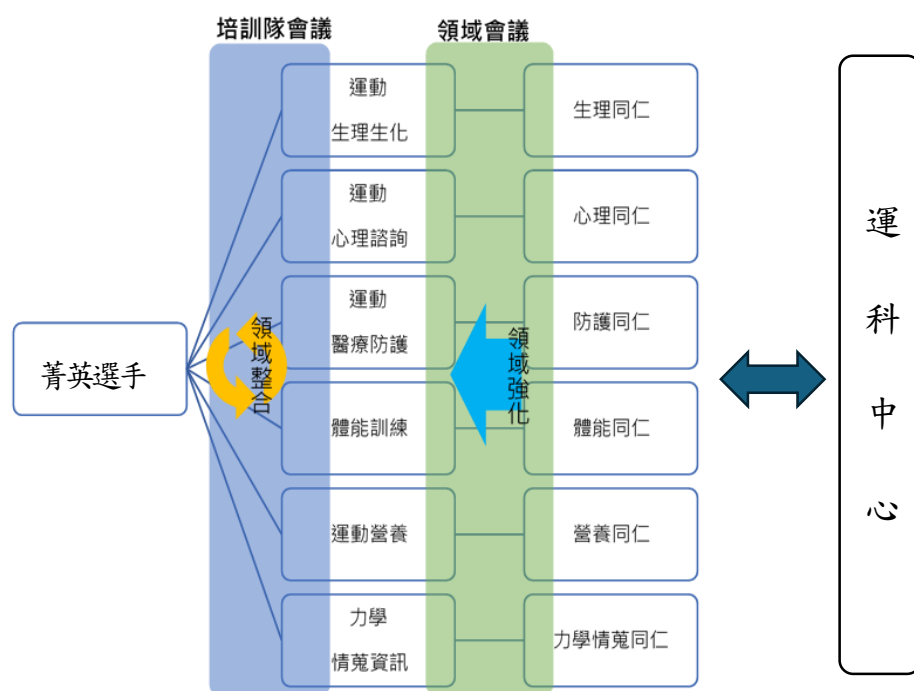 培訓隊會議
領域會議
菁英選手
領域整合
運動
生理生化
運動
心理諮詢
運動
醫療防護
體能訓練
運動營養
力學
情蒐資訊
領域強化
生理同仁
心理同仁
防護同仁
體能同仁
營養同仁
力學情蒐同仁
運科中心